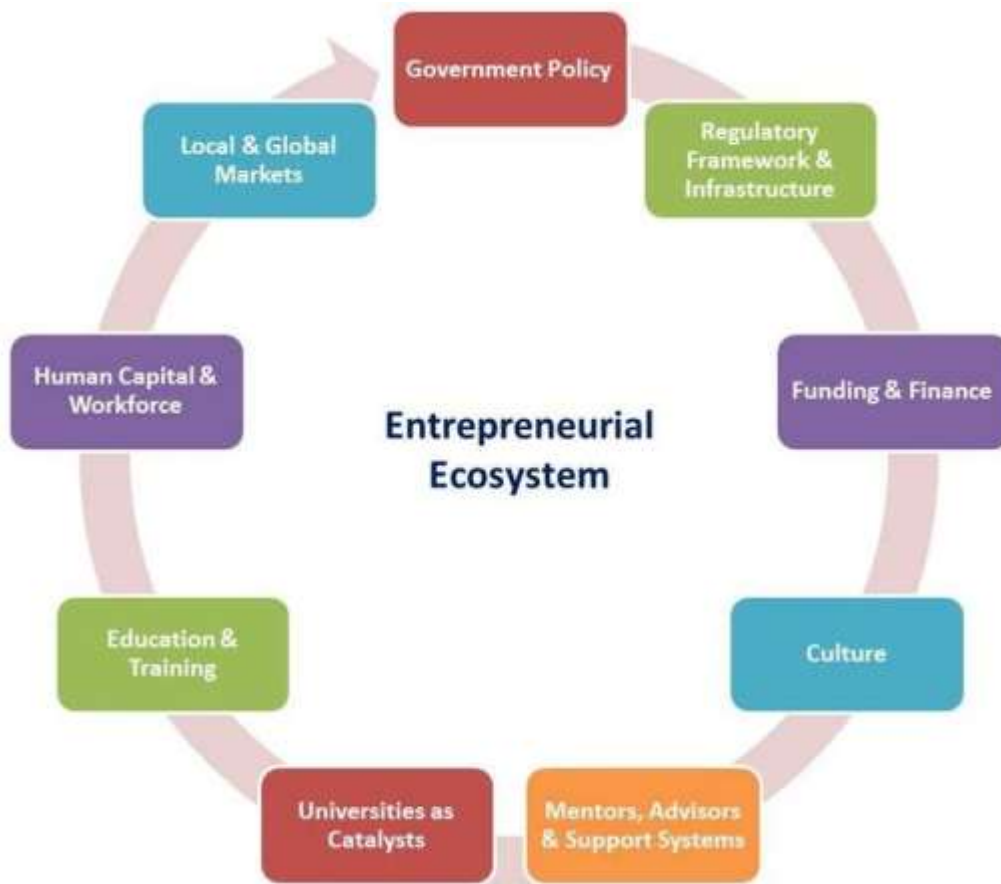 Government Policy
Regulatory
Framework &
Infrastructure
Funding & Finance
Culture
Mentors, Advisors
& Support Systems
Universities as
Catalysts
Education &
Training
Human Capital &
Workforce
Local & Global
Markets
Entrepreneurial
Ecosystem